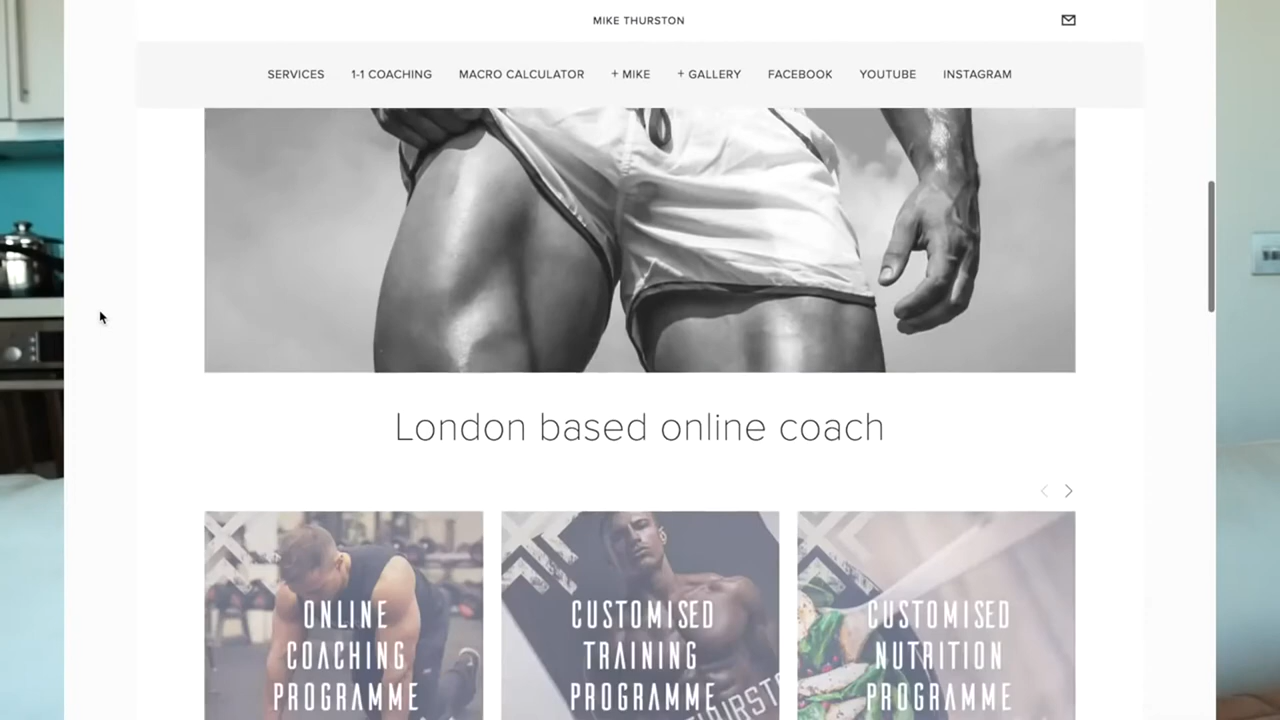 MIKE THURSTON
SERVICES 1-1 COACHING MACRO CALCULATOR + MIKE + GALLERY FACEBOOK YOUTUBE INSTAGRAM
London based online coach
ONLINE
COACHING
PROGRAMME
CUSTOMISED
TRAINING
PROGRAMME
CUSTOMISED
NUTRITION
PROGRAMME